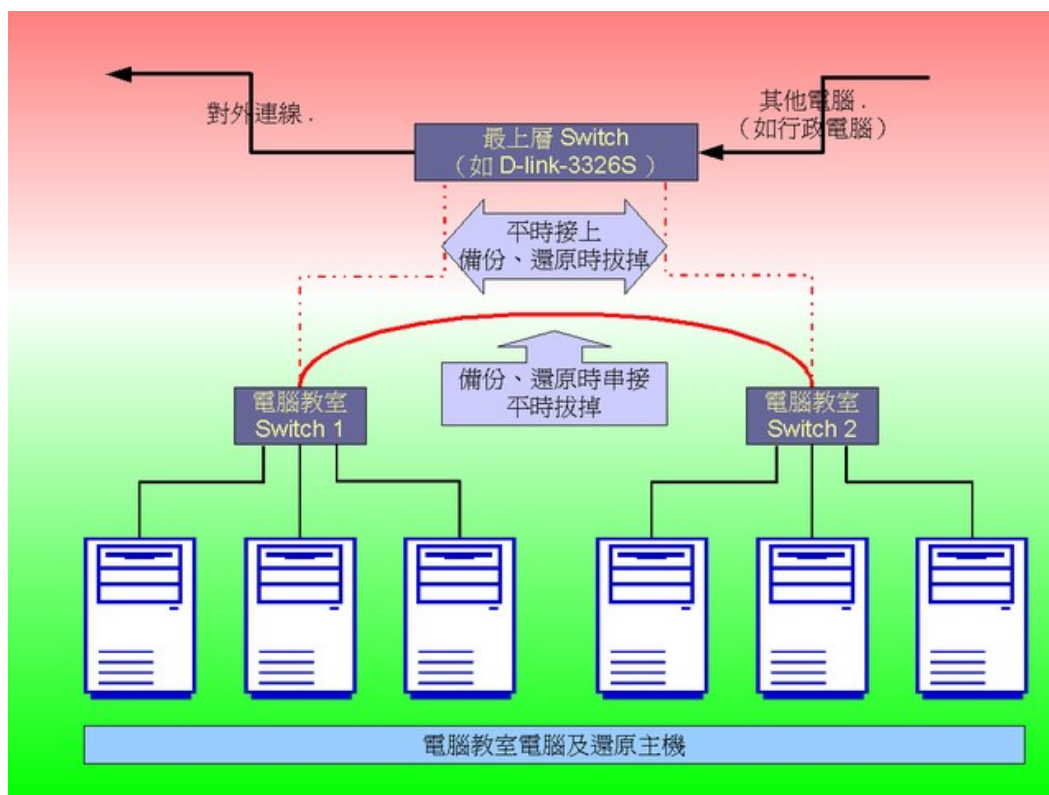 對外連線 .
其他電腦 .
（如行政電腦）
最上層 Switch
（如 D-link-3326S ）
平時接上
備份、還原時拔掉
備份、還原時串接
平時拔掉
電腦教室
Switch 1
電腦教室
Switch 2
電腦教室電腦及還原主機